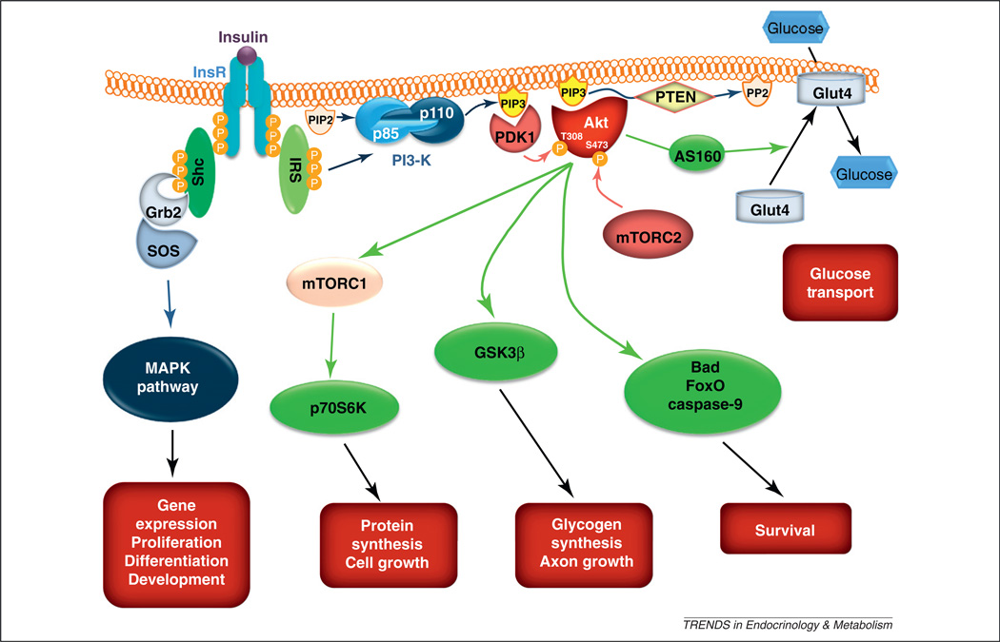 Insulin
InsR
Glucose
PIP2
p85
p110
PI3-K
PIP3
PDK1
PIP3
PTEN
PP2
Glut4
Akt
T308
S473
AS160
Glucose
Glut4
P
P
P
P
P
P
P
P
P
P
P
P
P
P
Shc
IRS
Grb2
SOS
mTORC2
mTORC1
Glucose
transport
MAPK
pathway
p70S6K
GSK3β
Bad
FoxO
caspase-9
Gene
expression
Proliferation
Differentiation
Development
Protein
synthesis
Cell growth
Glycogen
synthesis
Axon growth
Survival
TRENDS in Endocrinology & Metabolism